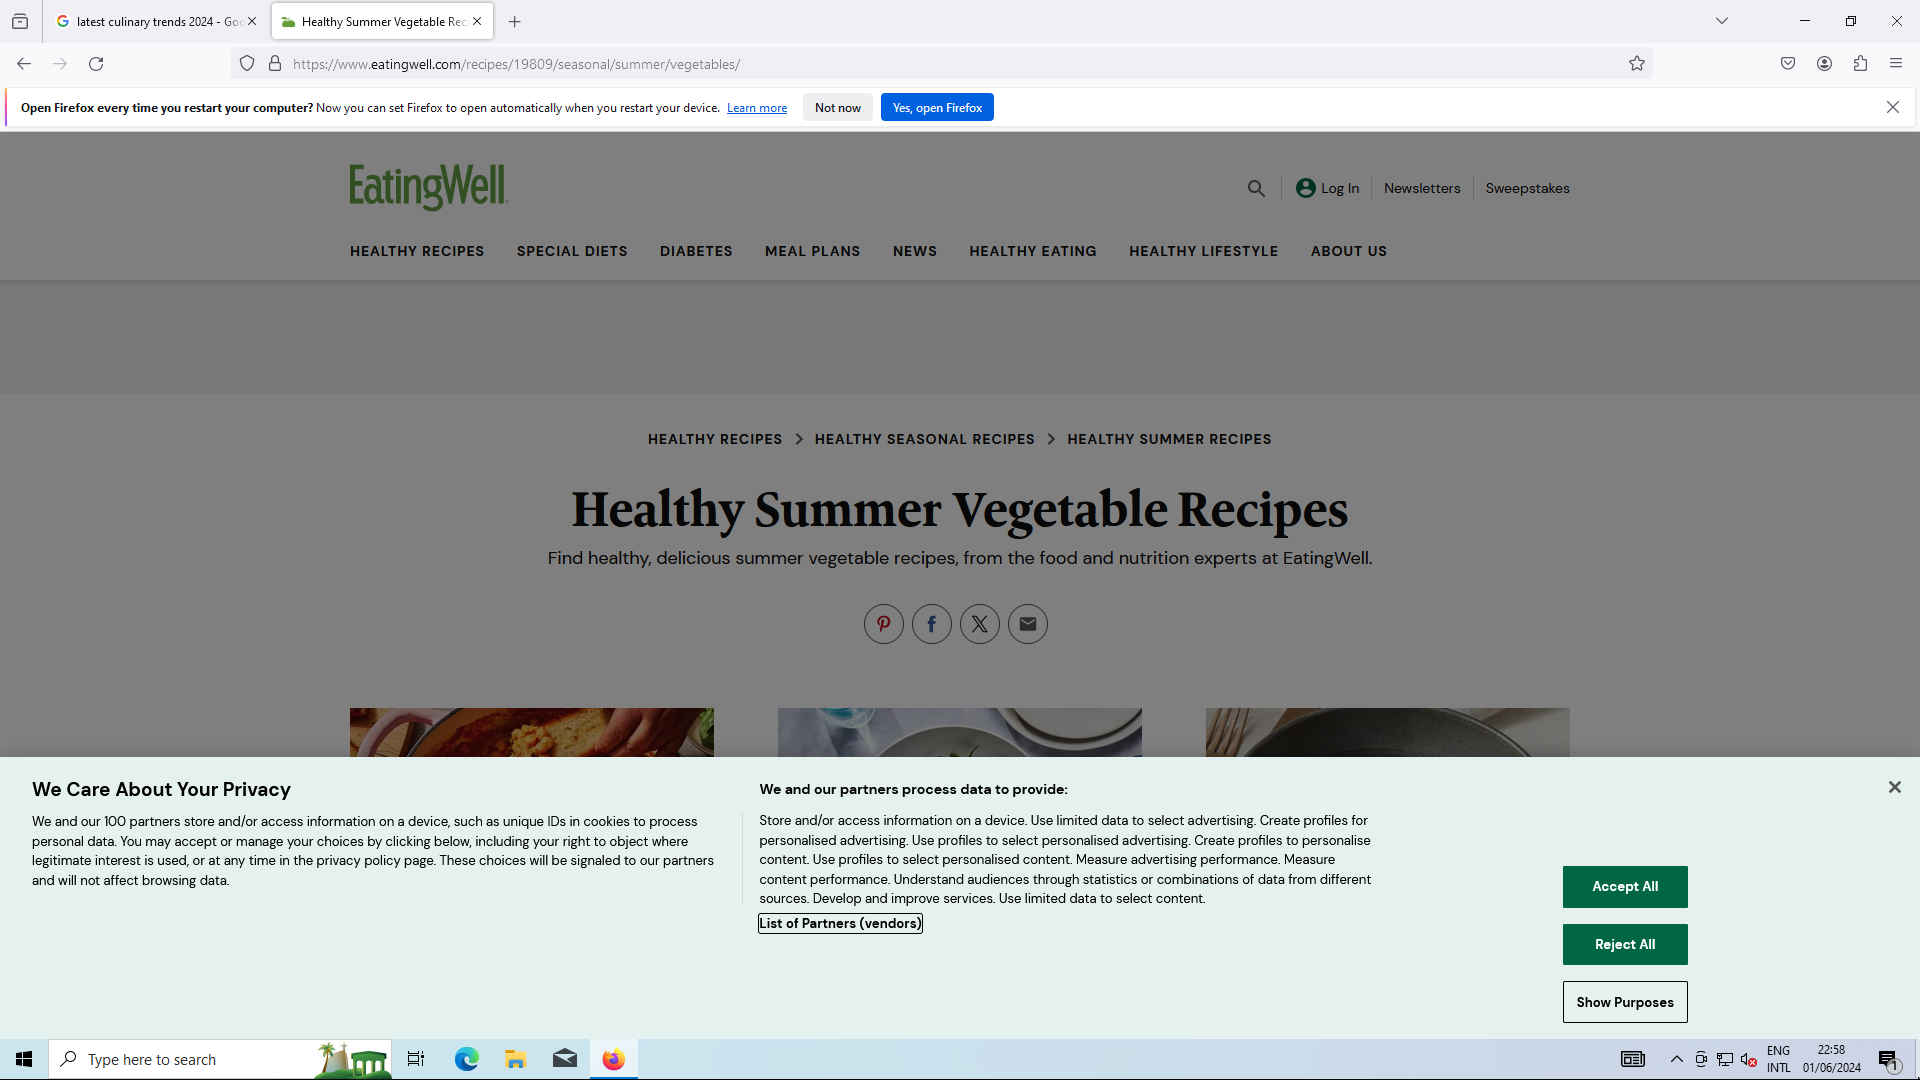 latest culinary trends 2024 - Goo
Healthy Summer Vegetable Rec
https://www.eatingwell.com/recipes/19809/seasonal/summer/vegetables/
Open Firefox every time you restart your computer? Now you can set Firefox to open automatically when you restart your device. Learn more
Not now
Yes, open Firefox
EatingWell
Log In
Newsletters
Sweepstakes
HEALTHY RECIPES
SPECIAL DIETS
DIABETES
MEAL PLANS
NEWS
HEALTHY EATING
HEALTHY LIFESTYLE
ABOUT US
HEALTHY RECIPES > HEALTHY SEASONAL RECIPES > HEALTHY SUMMER RECIPES
Healthy Summer Vegetable Recipes
Find healthy, delicious summer vegetable recipes, from the food and nutrition experts at EatingWell.
We Care About Your Privacy
We and our 100 partners store and/or access information on a device, such as unique IDs in cookies to process
personal data. You may accept or manage your choices by clicking below, including your right to object where
legitimate interest is used, or at any time in the privacy policy page. These choices will be signaled to our partners
and will not affect browsing data.
We and our partners process data to provide:
Store and/or access information on a device. Use limited data to select advertising. Create profiles for
personalised advertising. Use profiles to select personalised advertising. Create profiles to personalise
content. Use profiles to select personalised content. Measure advertising performance. Measure
content performance. Understand audiences through statistics or combinations of data from different
sources. Develop and improve services. Use limited data to select content.
List of Partners (vendors)
Accept All
Reject All
Show Purposes
Type here to search
ENG
INTL
22:58
01/06/2024
1